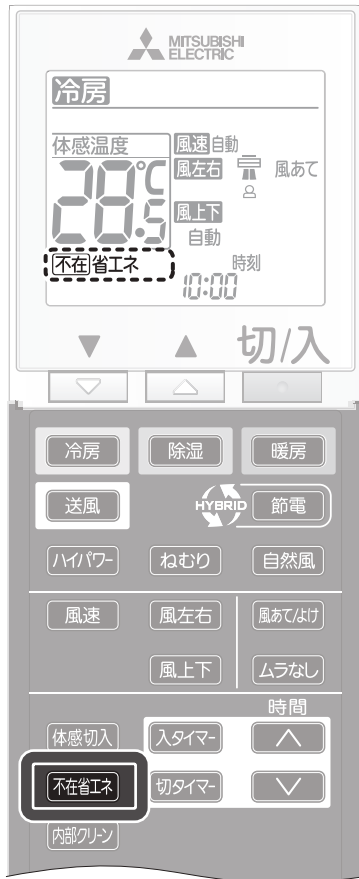 MITSUBISHI
ELECTRIC
冷房
体感温度
風速 自動
風左右 風あて
28.5℃
風上下
自動
不在省エネ
時刻
10:00
▼ ▲ 切/入
冷房 除湿 暖房
送風 HYBRID 節電
ハイパワー ねむり 自然風
風速 風左右 風あて/よけ
風上下 ムラなし
時間
体感切入 入タイマー
不在省エネ 切タイマー
内部クリーン